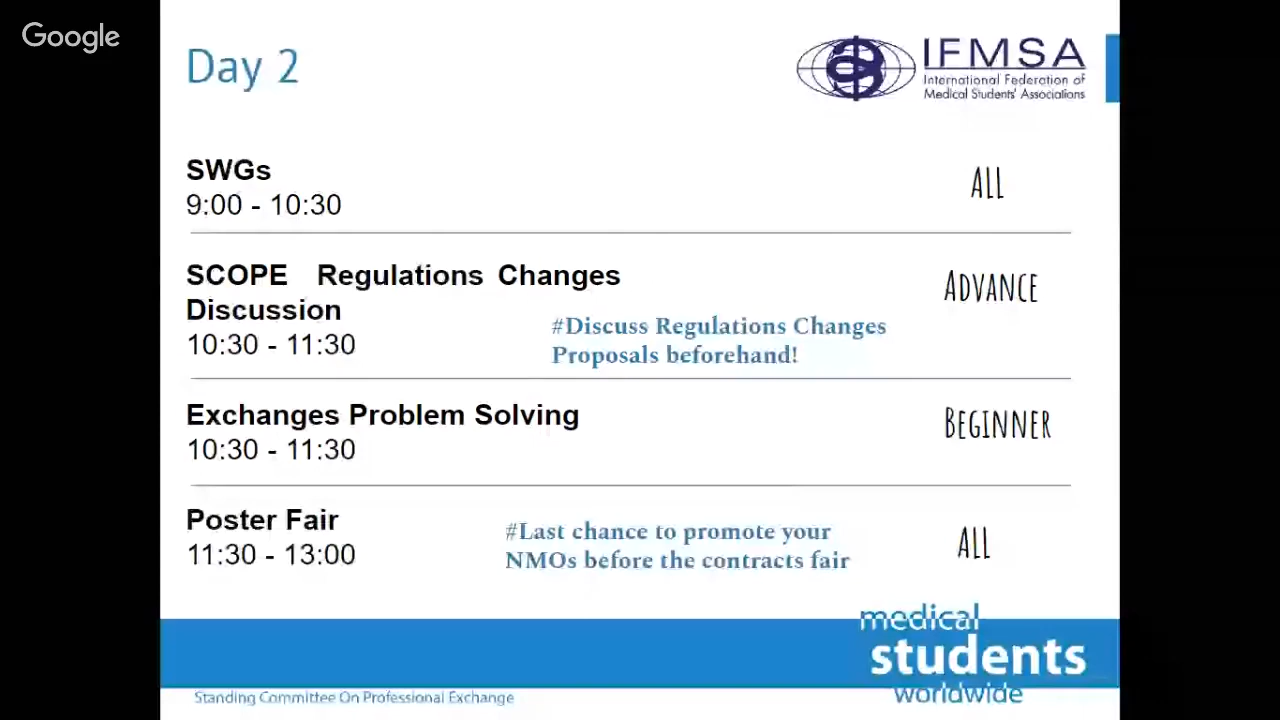 Google
Day 2
IFMSA
International Federation of
Medical Students' Associations
SWGs
9:00 - 10:30
ALL
SCOPE Regulations Changes
Discussion
10:30 - 11:30
ADVANCE
#Discuss Regulations Changes
Proposals beforehand!
Exchanges Problem Solving
10:30 - 11:30
BEGINNER
Poster Fair
11:30 - 13:00
#Last chance to promote your
NMOs before the contracts fair
ALL
medical
students
worldwide
Standing Committee On Professional Exchange